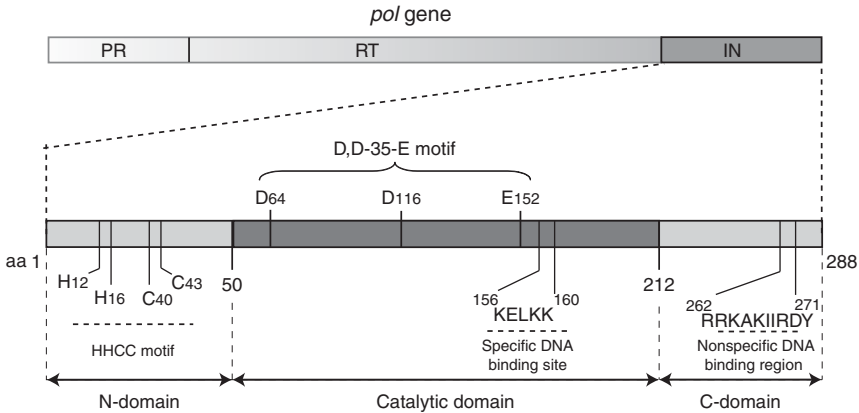 pol gene
PR RT IN
D,D-35-E motif
D64 D116 E152
aa 1 288
H12 H16 C40 C43 50 156 160 212 262 271
KELKK RRKAKIIRDY
HHCC motif
Specific DNA
binding site
Nonspecific DNA
binding region
N-domain Catalytic domain C-domain